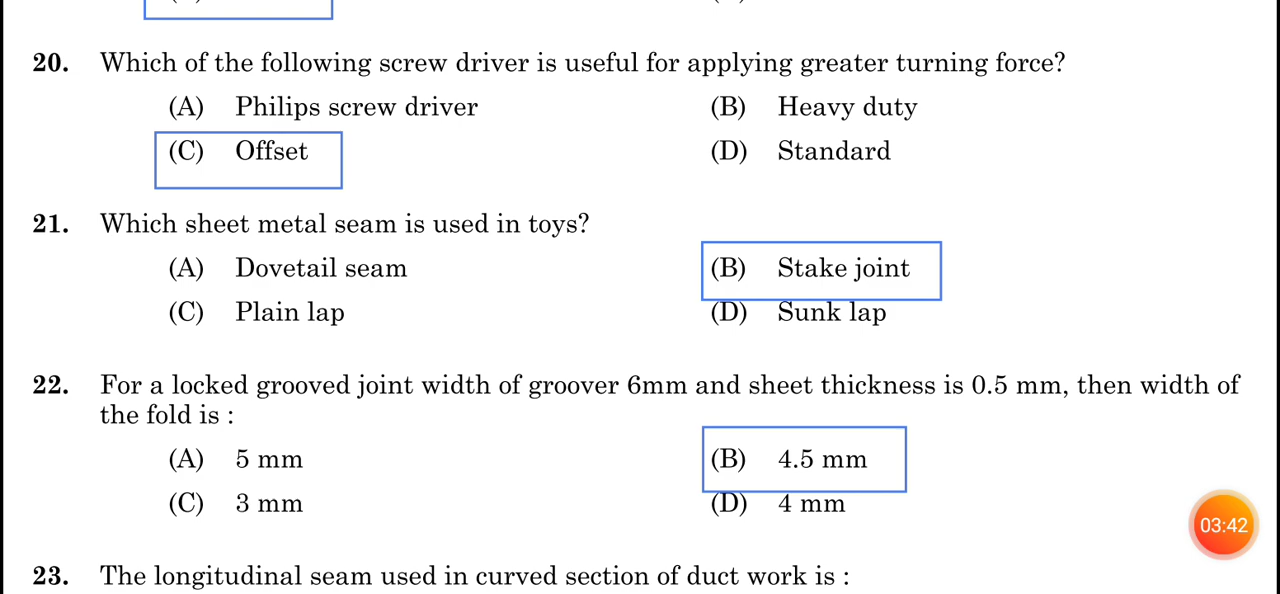 20. Which of the following screw driver is useful for applying greater turning force?
(A) Philips screw driver (B) Heavy duty
(C) Offset (D) Standard
21. Which sheet metal seam is used in toys?
(A) Dovetail seam (B) Stake joint
(C) Plain lap (D) Sunk lap
22. For a locked grooved joint width of groover 6mm and sheet thickness is 0.5 mm, then width of
the fold is :
(A) 5 mm (B) 4.5 mm
(C) 3 mm (D) 4 mm
03:42
23. The longitudinal seam used in curved section of duct work is :